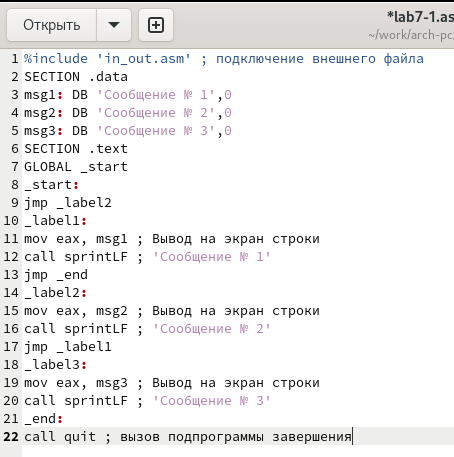 Открыть
*lab7-1.as
~/work/arch-pc
1 %include 'in_out.asm' ; подключение внешнего файла
2 SECTION .data
3 msg1: DB 'Сообщение № 1',0
4 msg2: DB 'Сообщение № 2',0
5 msg3: DB 'Сообщение № 3',0
6 SECTION .text
7 GLOBAL _start
8 _start:
9 jmp _label2
10 _label1:
11 mov eax, msg1 ; Вывод на экран строки
12 call sprintLF ; 'Сообщение № 1'
13 jmp _end
14 _label2:
15 mov eax, msg2 ; Вывод на экран строки
16 call sprintLF ; 'Сообщение № 2'
17 jmp _label1
18 _label3:
19 mov eax, msg3 ; Вывод на экран строки
20 call sprintLF ; 'Сообщение № 3'
21 _end:
22 call quit ; вызов подпрограммы завершения